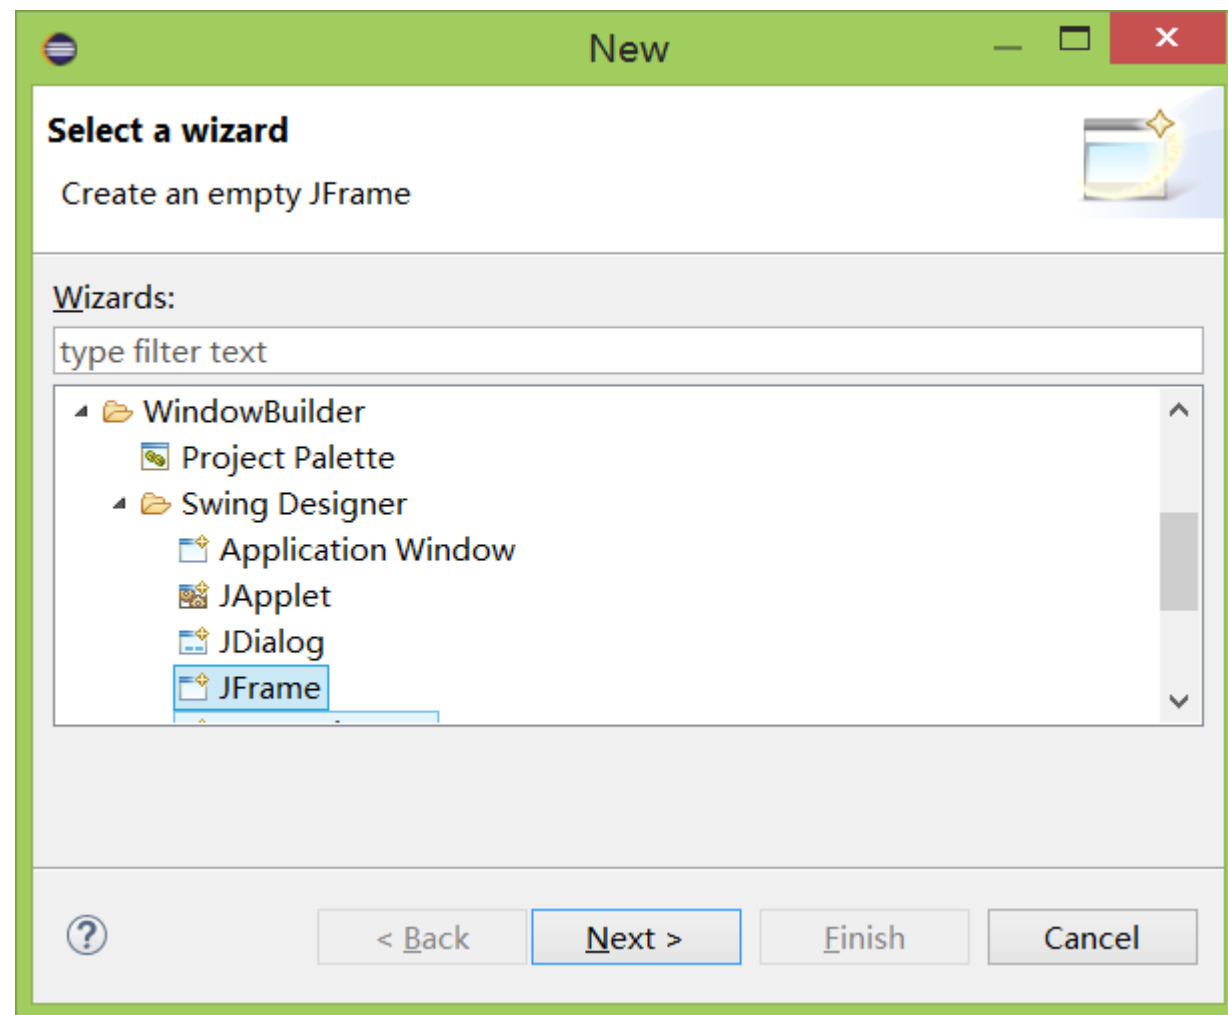 New
Select a wizard
Create an empty JFrame
Wizards:
type filter text
WindowBuilder
Project Palette
Swing Designer
Application Window
JApplet
JDialog
JFrame
< Back Next > Finish Cancel